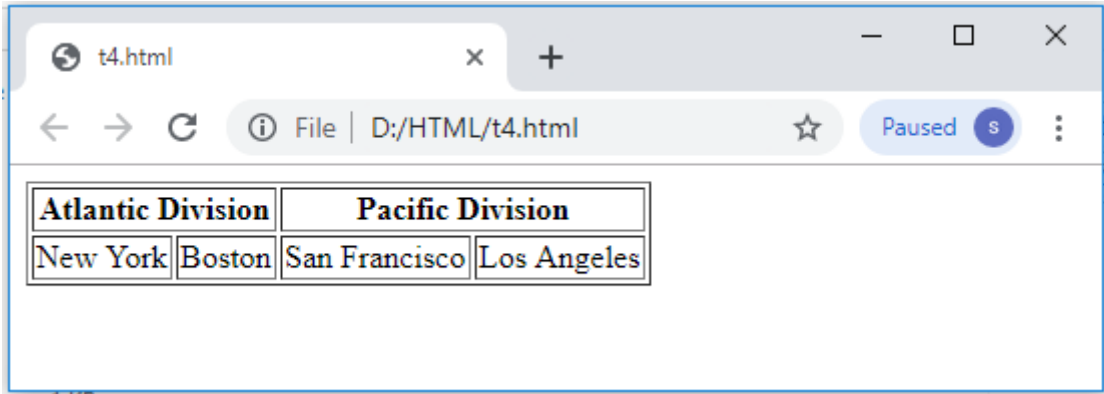 t4.html
File | D:/HTML/t4.html Paused s
Atlantic Division Pacific Division
New York Boston San Francisco Los Angeles